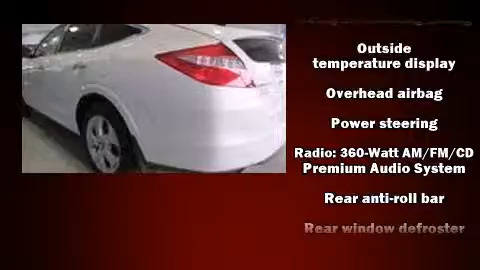 Outside
temperature display
Overhead airbag
Power steering
Radio: 360-Watt AM/FM/CD
Premium Audio System
Rear anti-roll bar
Rear window defroster